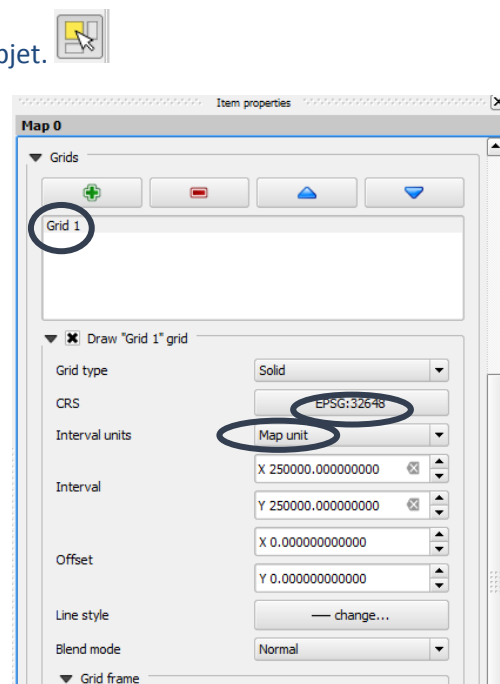 bjet.
Item properties
Map 0
Grids
Grid 1
Draw "Grid 1" grid
Grid type Solid
CRS EPSG:32648
Interval units Map unit
X 250000.000000000
Interval
Y 250000.000000000
X 0.000000000000
Offset
Y 0.000000000000
Line style change...
Blend mode Normal
Grid frame